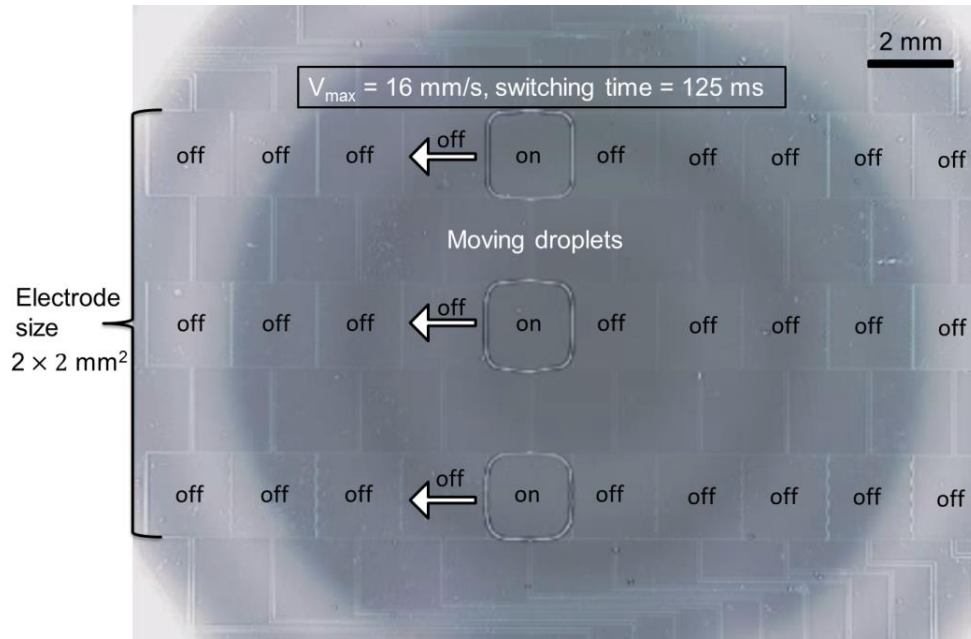 2 mm
Vmax = 16 mm/s, switching time = 125 ms
off off off off on off off off off off
Moving droplets
off off off off on off off off off off
Electrode
size
2 × 2 mm²
off off off off on off off off off off